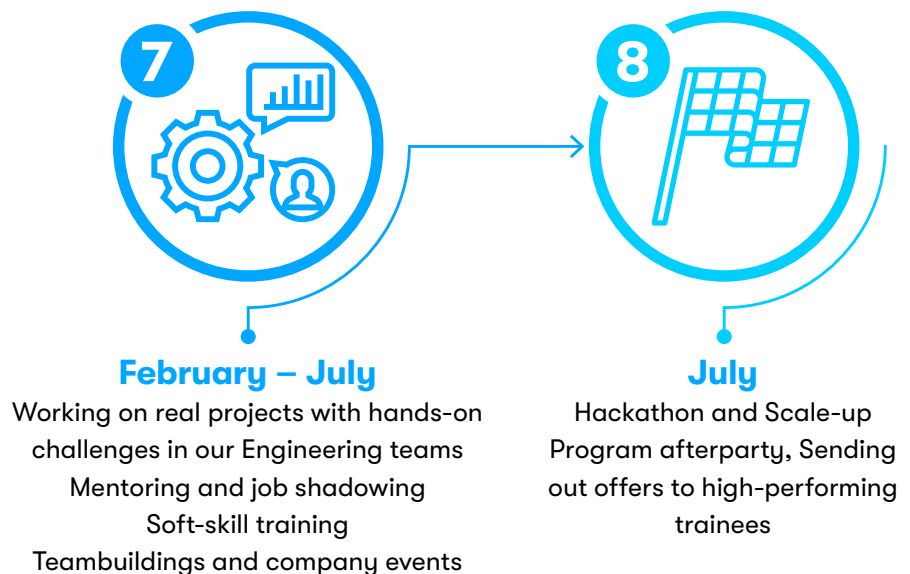 7
February – July
Working on real projects with hands-on
challenges in our Engineering teams
Mentoring and job shadowing
Soft-skill training
Teambuildings and company events
8
July
Hackathon and Scale-up
Program afterparty, Sending
out offers to high-performing
trainees